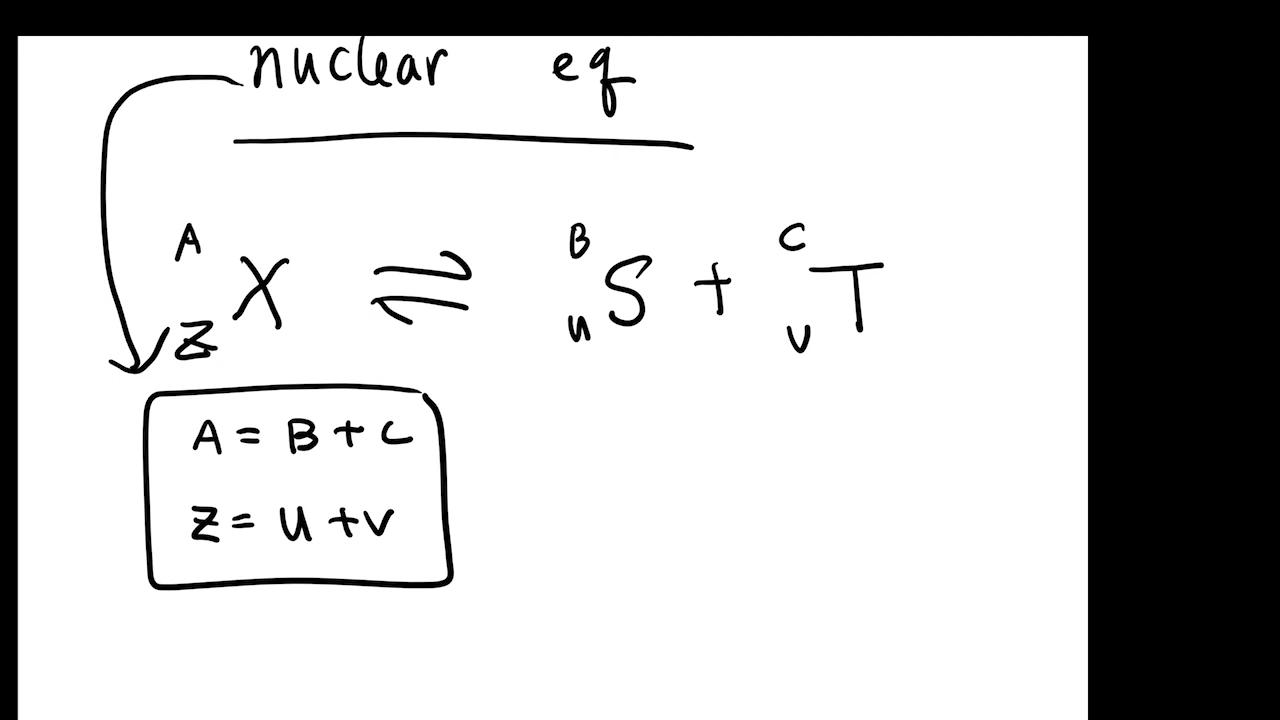 nuclear eq
A X Z ⇌ B S u + C T v
A = B + C
Z = u + v